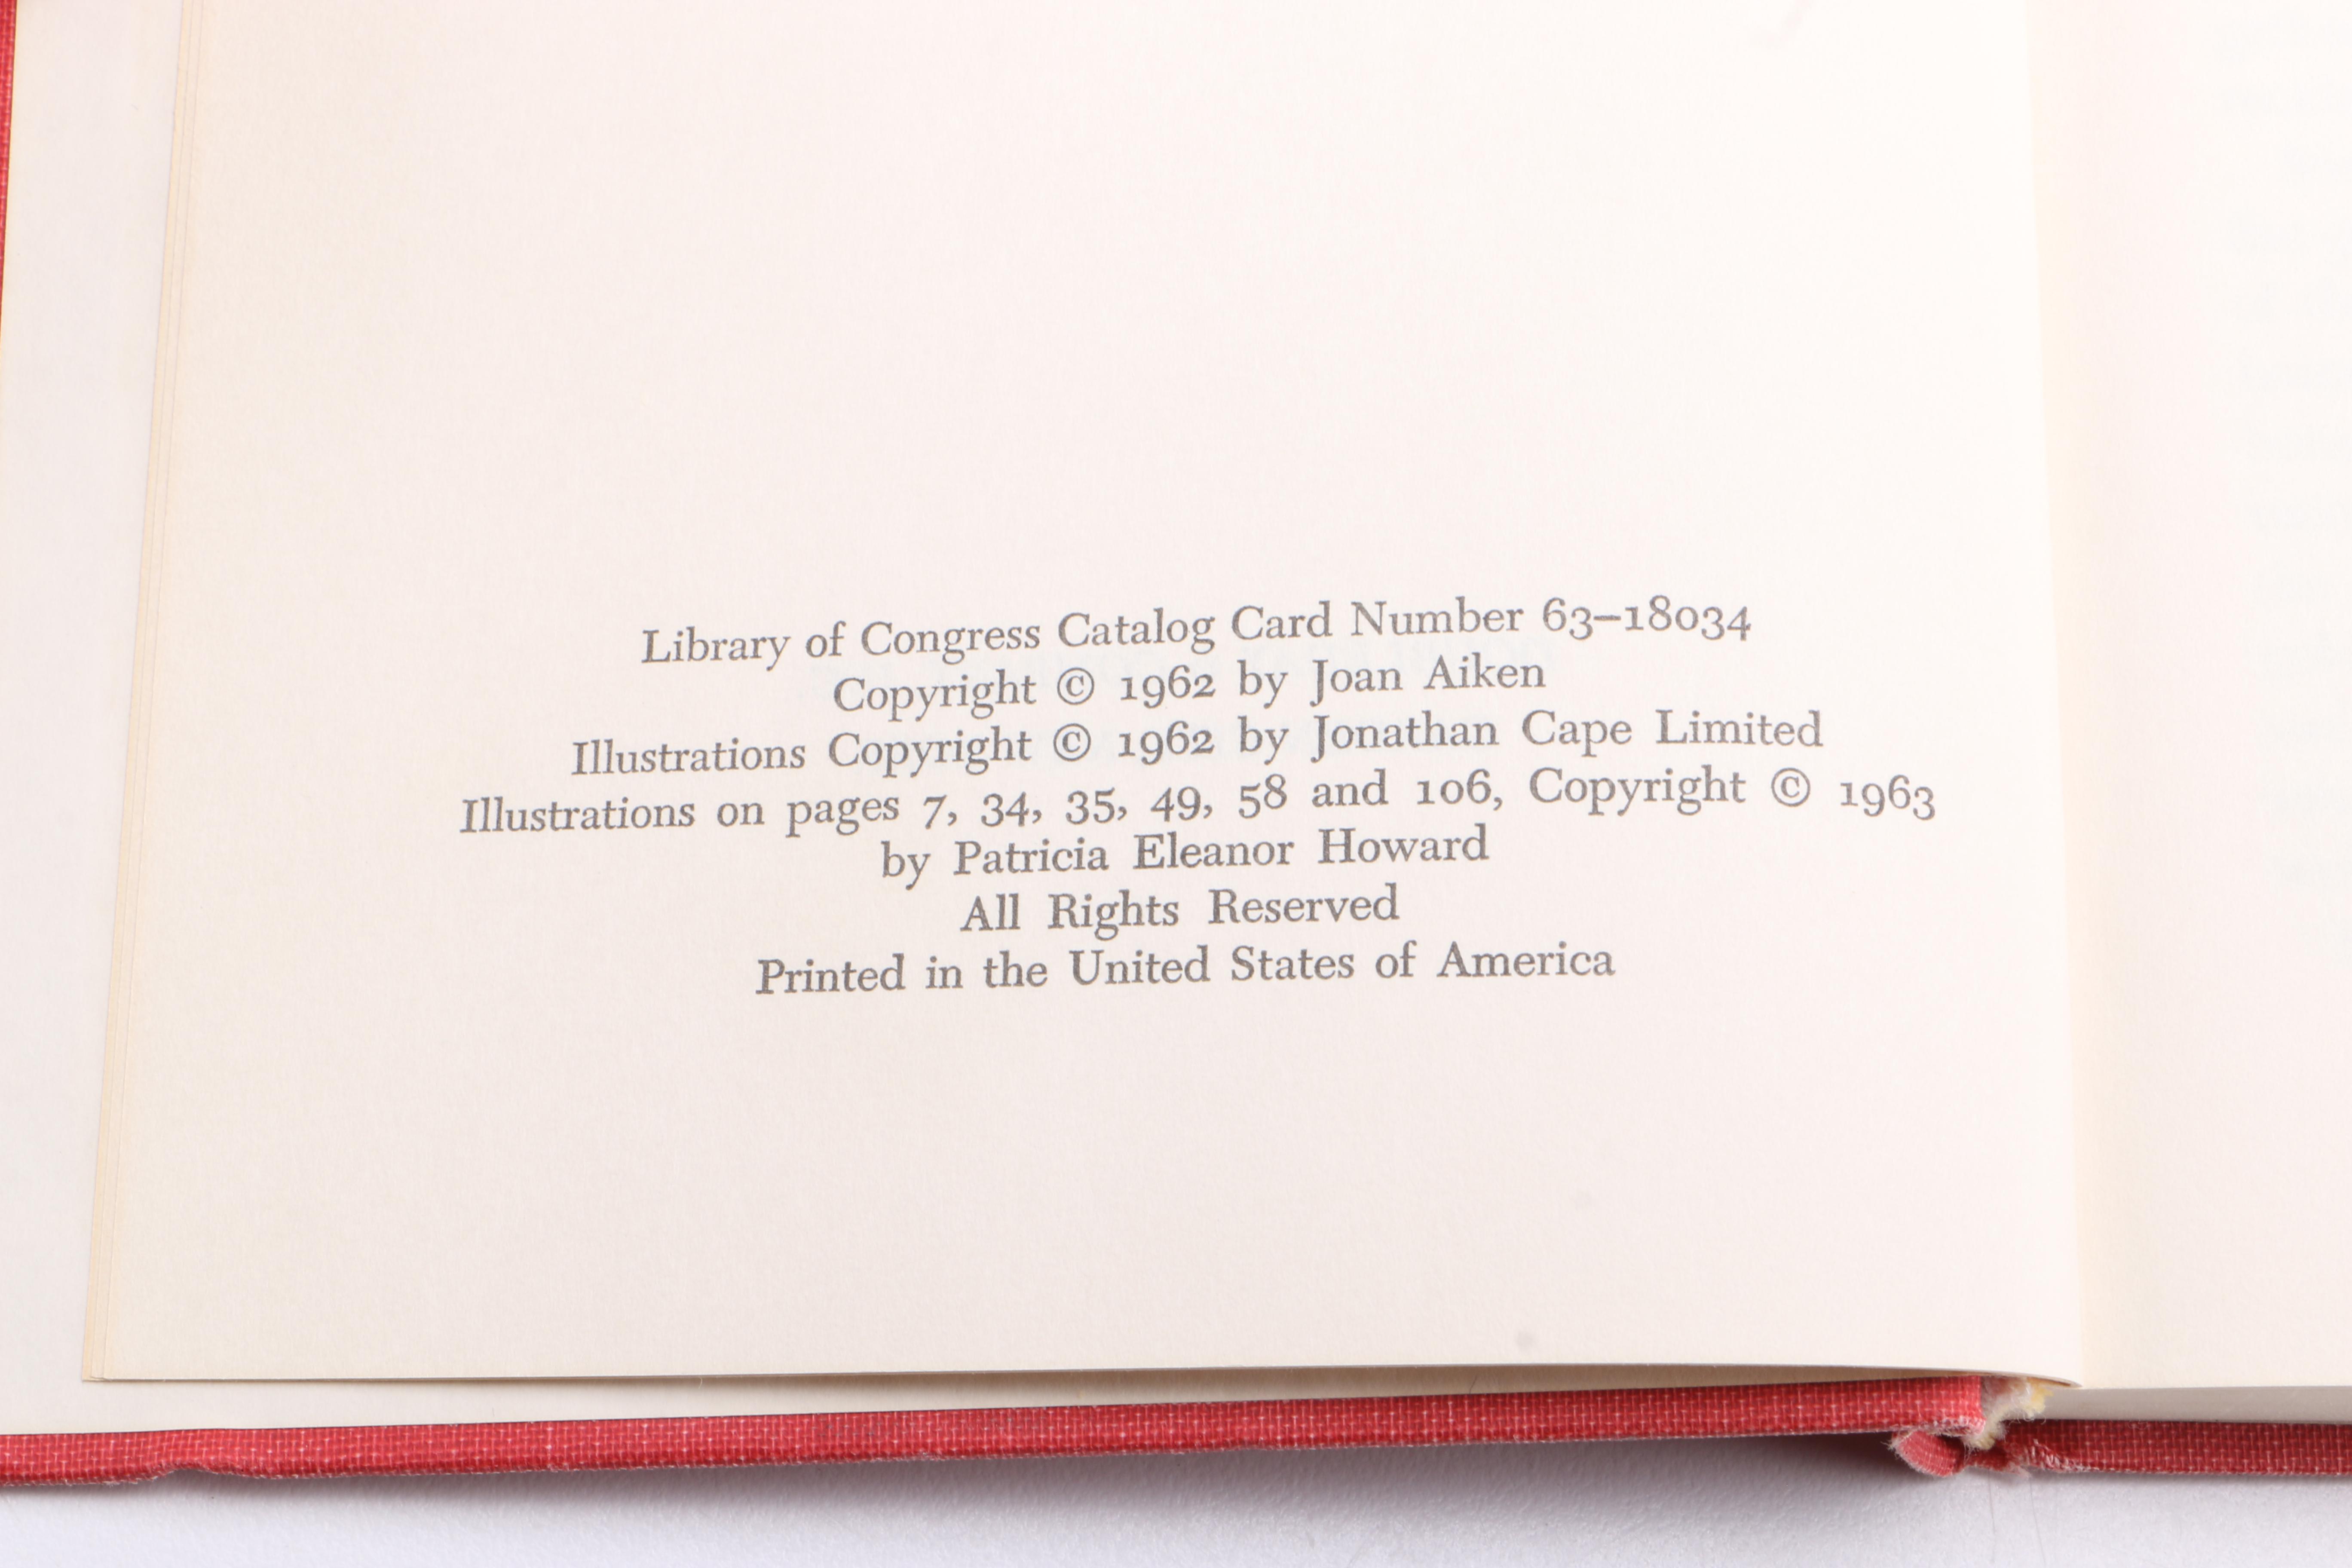 Library of Congress Catalog Card Number 63–18034
Copyright © 1962 by Joan Aiken
Illustrations Copyright © 1962 by Jonathan Cape Limited
Illustrations on pages 7, 34, 35, 49, 58 and 106, Copyright © 1963
by Patricia Eleanor Howard
All Rights Reserved
Printed in the United States of America